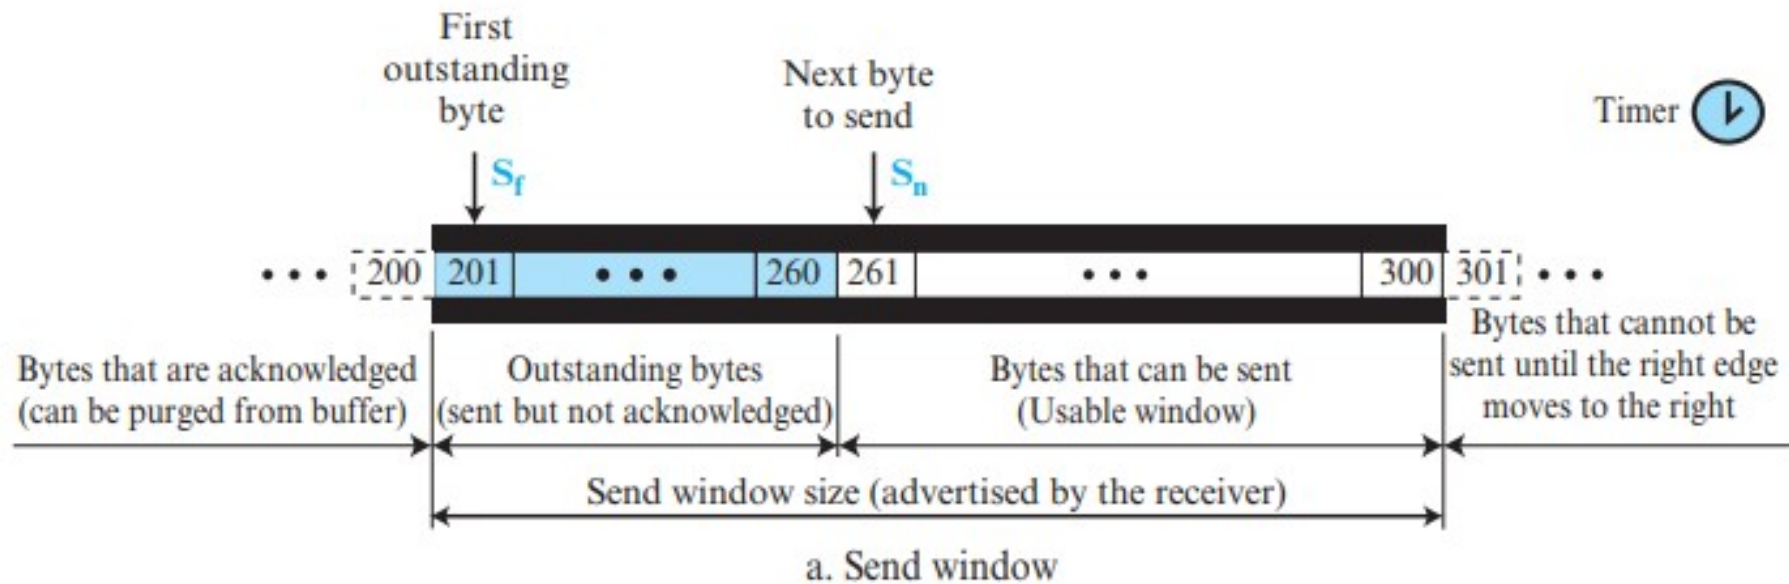 First
outstanding
byte
Next byte
to send
Timer
Sf
Sn
• • • 200 201 • • • 260 261 • • • 300 301 • • •
Bytes that are acknowledged
(can be purged from buffer)
Outstanding bytes
(sent but not acknowledged)
Bytes that can be sent
(Usable window)
Bytes that cannot be
sent until the right edge
moves to the right
Send window size (advertised by the receiver)
a. Send window